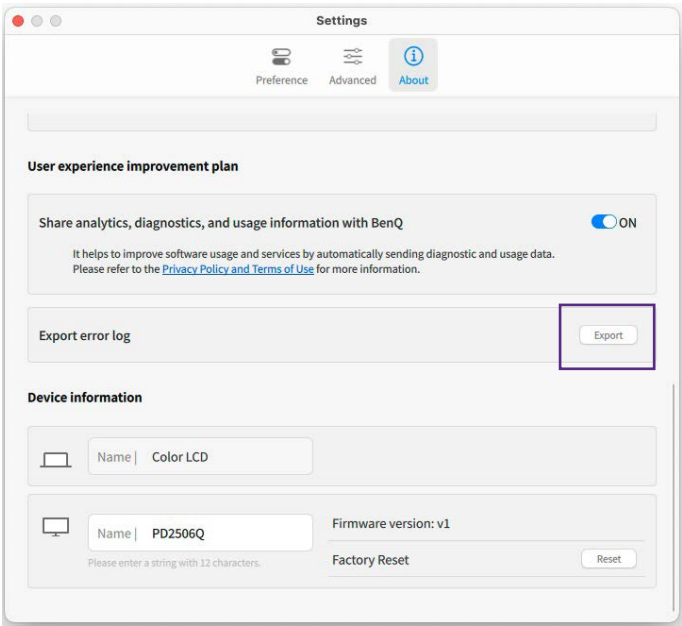 Settings
Preference
Advanced
About
User experience improvement plan
Share analytics, diagnostics, and usage information with BenQ
ON
It helps to improve software usage and services by automatically sending diagnostic and usage data.
Please refer to the Privacy Policy and Terms of Use for more information.
Export error log
Export
Device information
Name | Color LCD
Name | PD2506Q
Please enter a string with 12 characters.
Firmware version: v1
Factory Reset
Reset